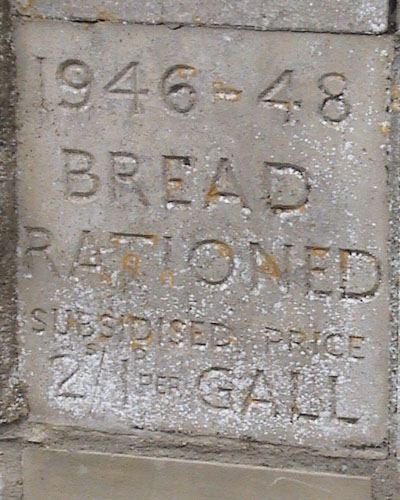 1946-48
BREAD
RATIONED
SUBSIDISED PRICE
2/1 PER GALL